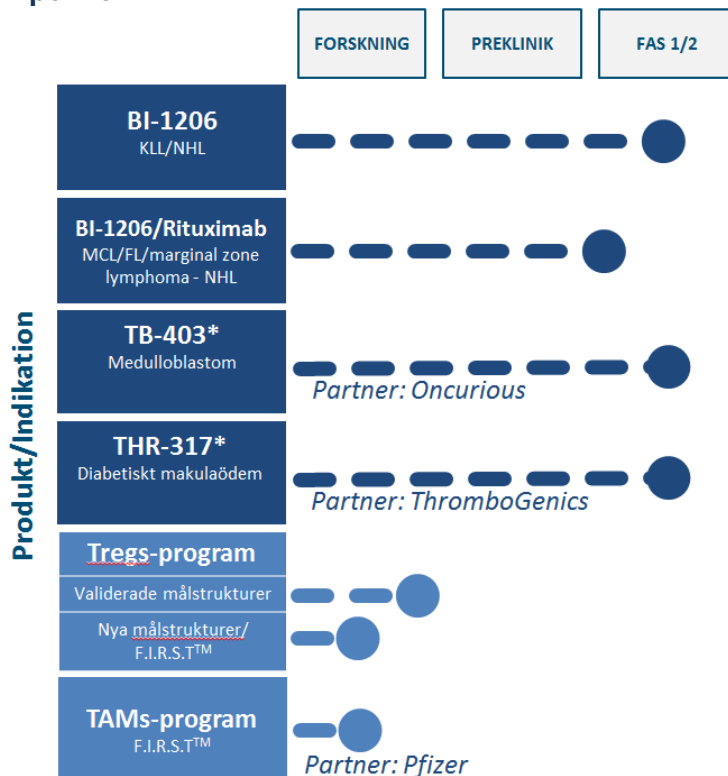 FORSKNING
PREKLINIK
FAS 1/2
Produkt/Indikation
BI-1206
KLL/NHL
BI-1206/Rituximab
MCL/FL/marginal zone
lymphoma - NHL
TB-403*
Medulloblastom
Partner: Oncurious
THR-317*
Diabetiskt makulaödem
Partner: ThromboGenics
Tregs-program
Validerade målstrukturer
Nya målstrukturer/
F.I.R.S.T™
TAMs-program
F.I.R.S.T™
Partner: Pfizer